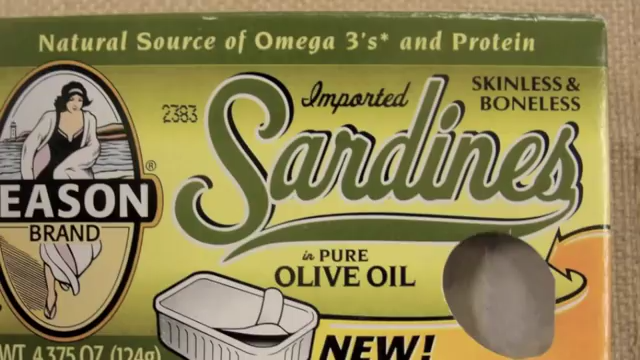 Natural Source of Omega 3's* and Protein
Imported
SKINLESS &
BONELESS
2383
Sardines
®
EASON
BRAND
in PURE
OLIVE OIL
NEW!
WT. 4.375 OZ. (124g)